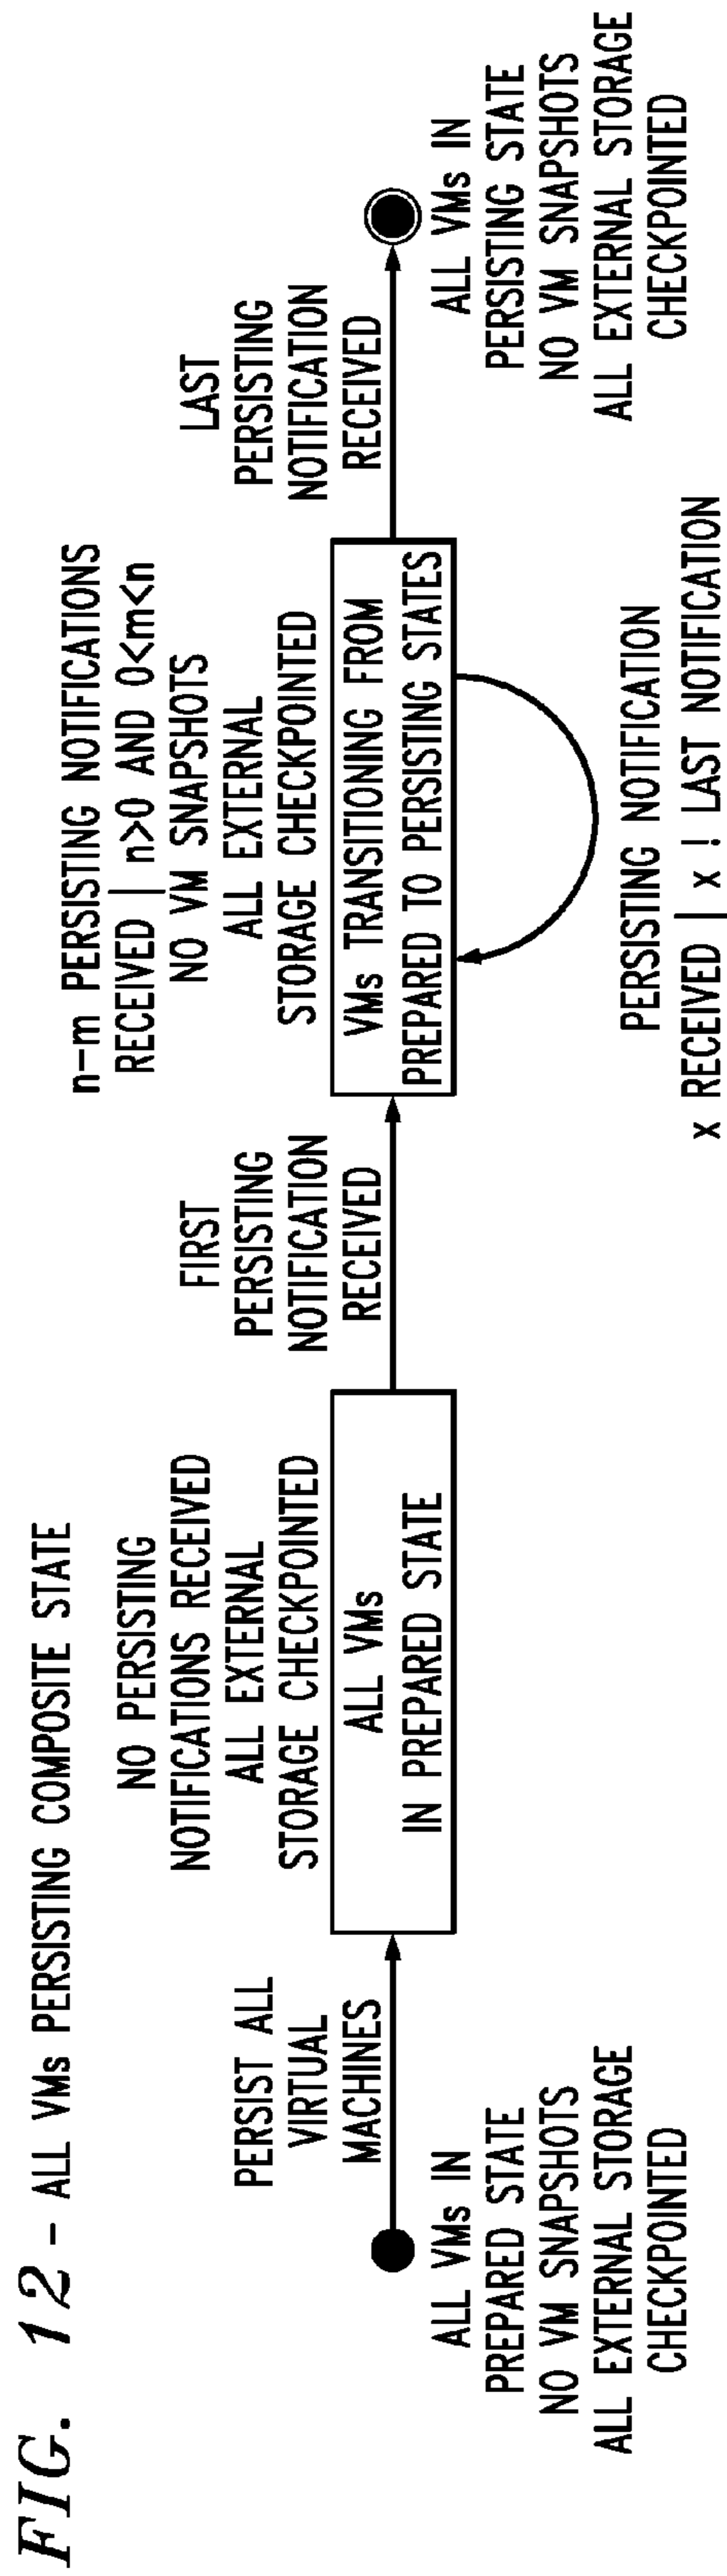 FIG. 12 - ALL VMs PERSISTING COMPOSITE STATE
ALL VMs IN
PREPARED STATE
NO VM SNAPSHOTS
ALL EXTERNAL STORAGE
CHECKPOINTED
PERSIST ALL
VIRTUAL
MACHINES
NO PERSISTING
NOTIFICATIONS RECEIVED
ALL EXTERNAL
STORAGE CHECKPOINTED
ALL VMs
IN PREPARED STATE
FIRST
PERSISTING
NOTIFICATION
RECEIVED
n-m PERSISTING NOTIFICATIONS
RECEIVED | n>0 AND 0<m<n
NO VM SNAPSHOTS
ALL EXTERNAL
STORAGE CHECKPOINTED
VMs TRANSITIONING FROM
PREPARED TO PERSISTING STATES
PERSISTING NOTIFICATION
x RECEIVED | x ! LAST NOTIFICATION
LAST
PERSISTING
NOTIFICATION
RECEIVED
ALL VMs IN
PERSISTING STATE
NO VM SNAPSHOTS
ALL EXTERNAL STORAGE
CHECKPOINTED